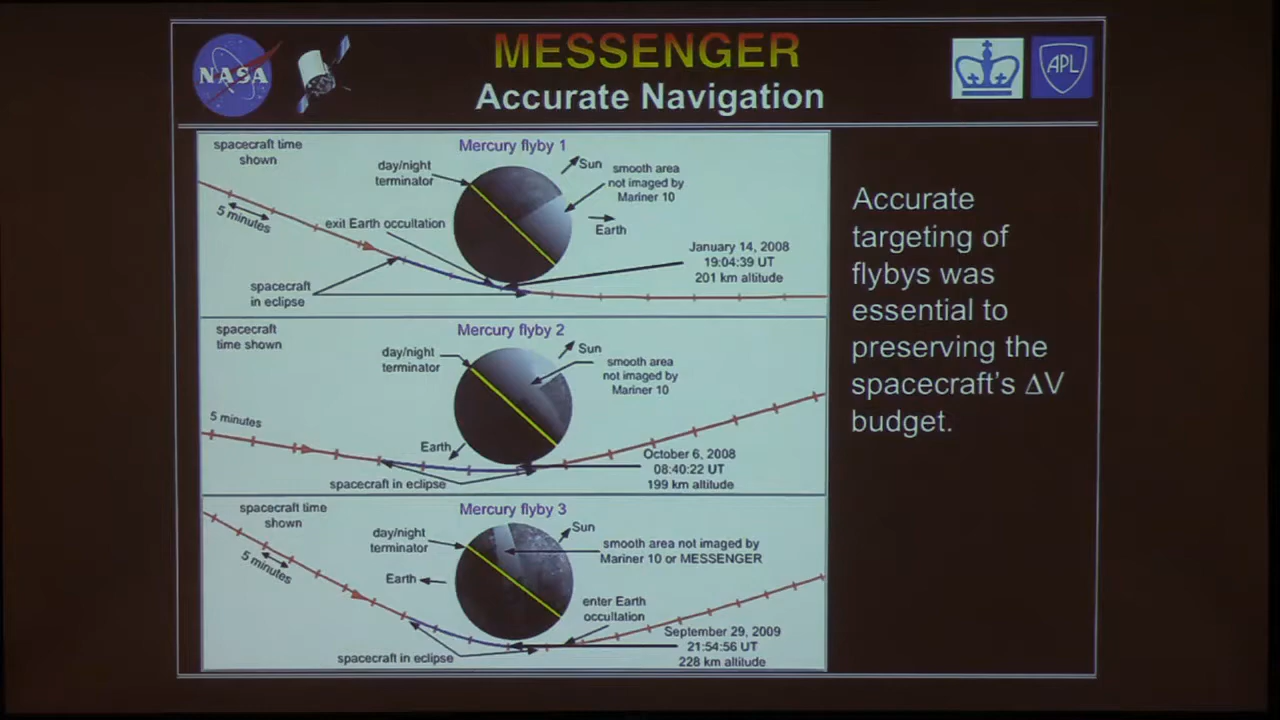 NASA
MESSENGER
Accurate Navigation
APL
spacecraft time
shown
Mercury flyby 1
day/night
terminator
Sun
smooth area
not imaged by
Mariner 10
5 minutes
exit Earth occultation
Earth
January 14, 2008
19:04:39 UT
201 km altitude
spacecraft
in eclipse
spacecraft
time shown
Mercury flyby 2
day/night
terminator
Sun
smooth area
not imaged by
Mariner 10
5 minutes
Earth
October 6, 2008
08:40:22 UT
199 km altitude
spacecraft in eclipse
spacecraft time
shown
Mercury flyby 3
day/night
terminator
Sun
smooth area not imaged by
Mariner 10 or MESSENGER
5 minutes
Earth
enter Earth
occultation
September 29, 2009
21:54:56 UT
228 km altitude
spacecraft in eclipse
Accurate
targeting of
flybys was
essential to
preserving the
spacecraft's ΔV
budget.